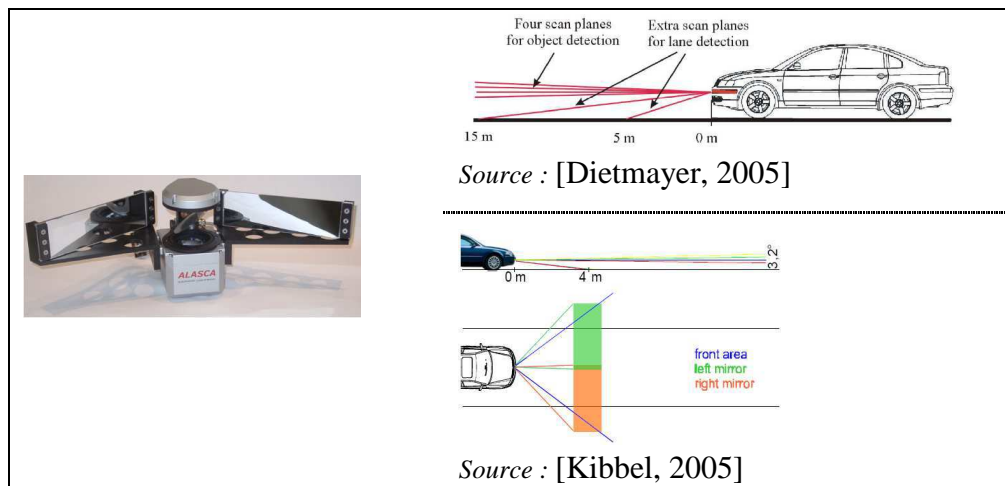 Four scan planes
for object detection
Extra scan planes
for lane detection
15 m
5 m
0 m
Source : [Dietmayer, 2005]
ALASCA
0 m
4 m
3,2°
front area
left mirror
right mirror
Source : [Kibbel, 2005]